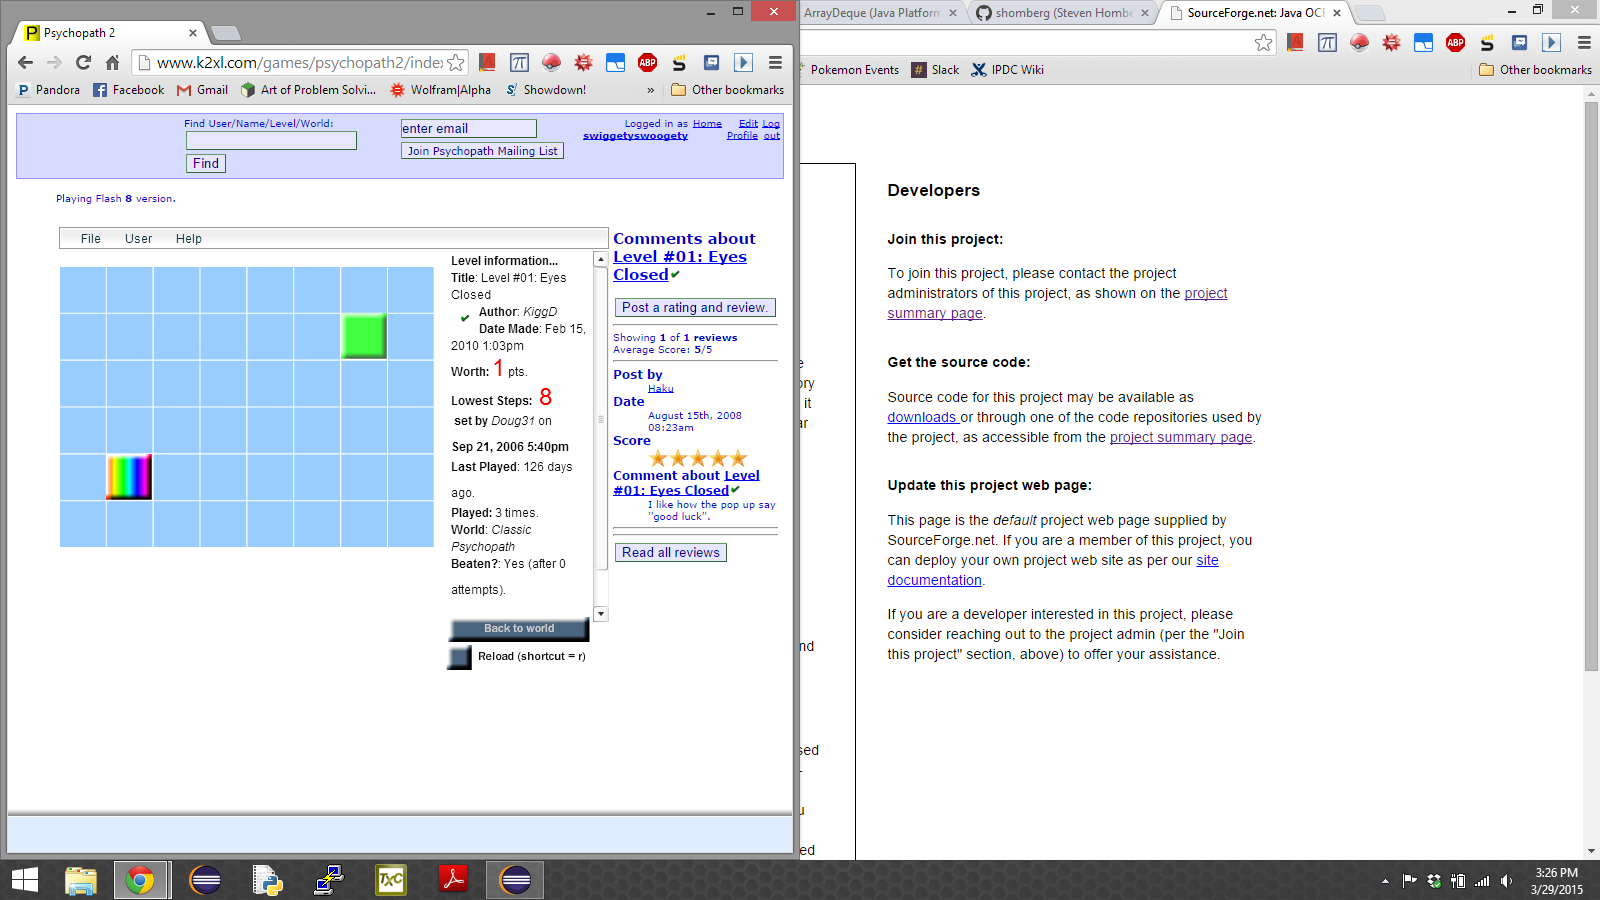 Psychopath 2
www.k2xl.com/games/psychopath2/index
Pandora Facebook Gmail Art of Problem Solvi... Wolfram|Alpha Showdown! » Other bookmarks
Find User/Name/Level/World:
Find
enter email
Join Psychopath Mailing List
Logged in as
swiggetyswoogety
Home
Edit Profile
Log out
Playing Flash 8 version.
File User Help
Level information...
Title: Level #01: Eyes
Closed
Author: KiggD
Date Made: Feb 15,
2010 1:03pm
Worth: 1 pts.
Lowest Steps: 8
set by Doug31 on
Sep 21, 2006 5:40pm
Last Played: 126 days
ago.
Played: 3 times.
World: Classic
Psychopath
Beaten?: Yes (after 0
attempts).
Back to world
Reload (shortcut = r)
Comments about
Level #01: Eyes
Closed
Post a rating and review.
Showing 1 of 1 reviews
Average Score: 5/5
Post by
Haku
Date
August 15th, 2008
08:23am
Score
Comment about Level
#01: Eyes Closed
I like how the pop up say
"good luck".
Read all reviews
ArrayDeque (Java Platform
shomberg (Steven Hombe
SourceForge.net: Java OCR
Pokemon Events Slack IPDC Wiki Other bookmarks
Developers
Join this project:
To join this project, please contact the project
administrators of this project, as shown on the project
summary page.
Get the source code:
Source code for this project may be available as
downloads or through one of the code repositories used by
the project, as accessible from the project summary page.
Update this project web page:
This page is the default project web page supplied by
SourceForge.net. If you are a member of this project, you
can deploy your own project web site as per our site
documentation.
If you are a developer interested in this project, please
consider reaching out to the project admin (per the "Join
this project" section, above) to offer your assistance.
TXC
3:26 PM
3/29/2015